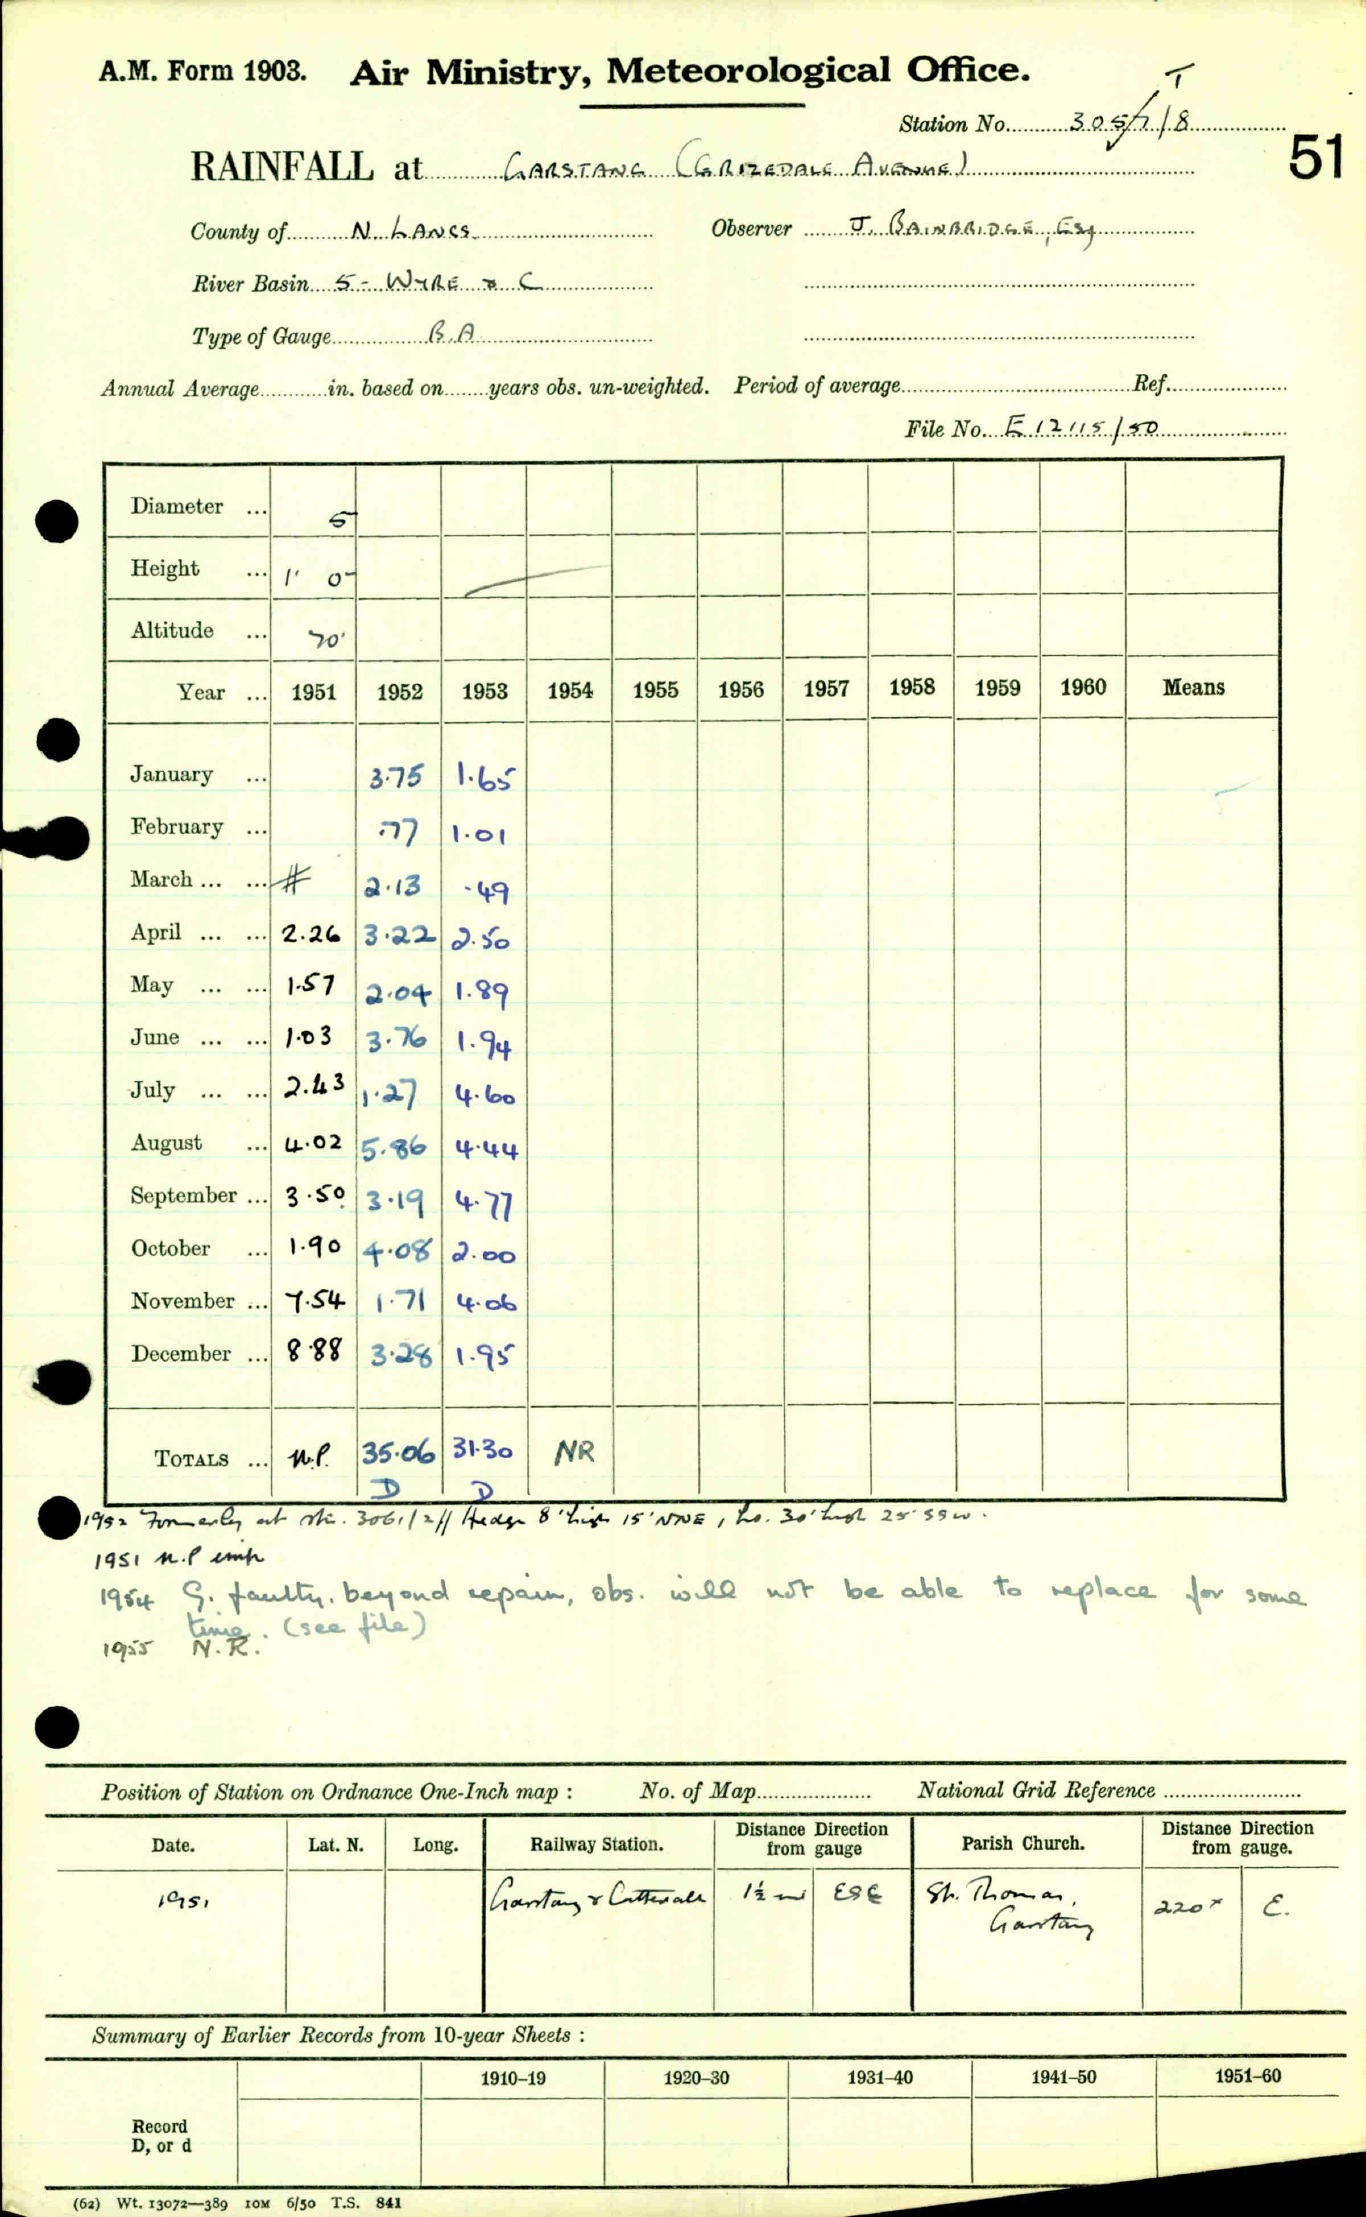 A.M. Form 1903. Air Ministry, Meteorological Office.
T
Station No. 305/7/8
51
RAINFALL at GARSTANG (GRIZEDALE AVENUE)
County of N. LANCS. Observer J. BAINBRIDGE, Esq
River Basin 5 - WYRE & C
Type of Gauge B.A
Annual Average in. based on years obs. un-weighted. Period of average Ref.
File No. E 12115/50
Diameter ... 5
Height ... 1' 0
Altitude ... 70'
Year ... 1951 1952 1953 1954 1955 1956 1957 1958 1959 1960 Means
January ... 3.75 1.65
February ... .77 1.01
March ... ... # 2.13 .49
April ... ... 2.26 3.22 2.50
May ... ... 1.57 2.04 1.89
June ... ... 1.03 3.76 1.94
July ... ... 2.43 1.27 4.60
August ... 4.02 5.86 4.44
September ... 3.50 3.19 4.77
October ... 1.90 4.08 2.00
November ... 7.54 1.71 4.06
December ... 8.88 3.28 1.95
TOTALS ... n.p. 35.06 31.30 NR
D D
1952 Formerly at stn. 3061/2 // Hedge 8' high 15' NNE, ho. 30' high 25' SSW.
1951 n.p
1954 G. faulty. beyond repair, obs. will not be able to replace for some
time. (see file)
1955 N.R.
Position of Station on Ordnance One-Inch map : No. of Map National Grid Reference
Date. Lat. N. Long. Railway Station. Distance Direction from gauge Parish Church. Distance Direction from gauge.
1951 Garstang & Catterall 1½ mi ESE St. Thomas, Garstang 220 x E.
Summary of Earlier Records from 10-year Sheets :
1910–19 1920–30 1931–40 1941–50 1951–60
Record
D, or d
(62) Wt. 13072—389 10M 6/50 T.S. 841